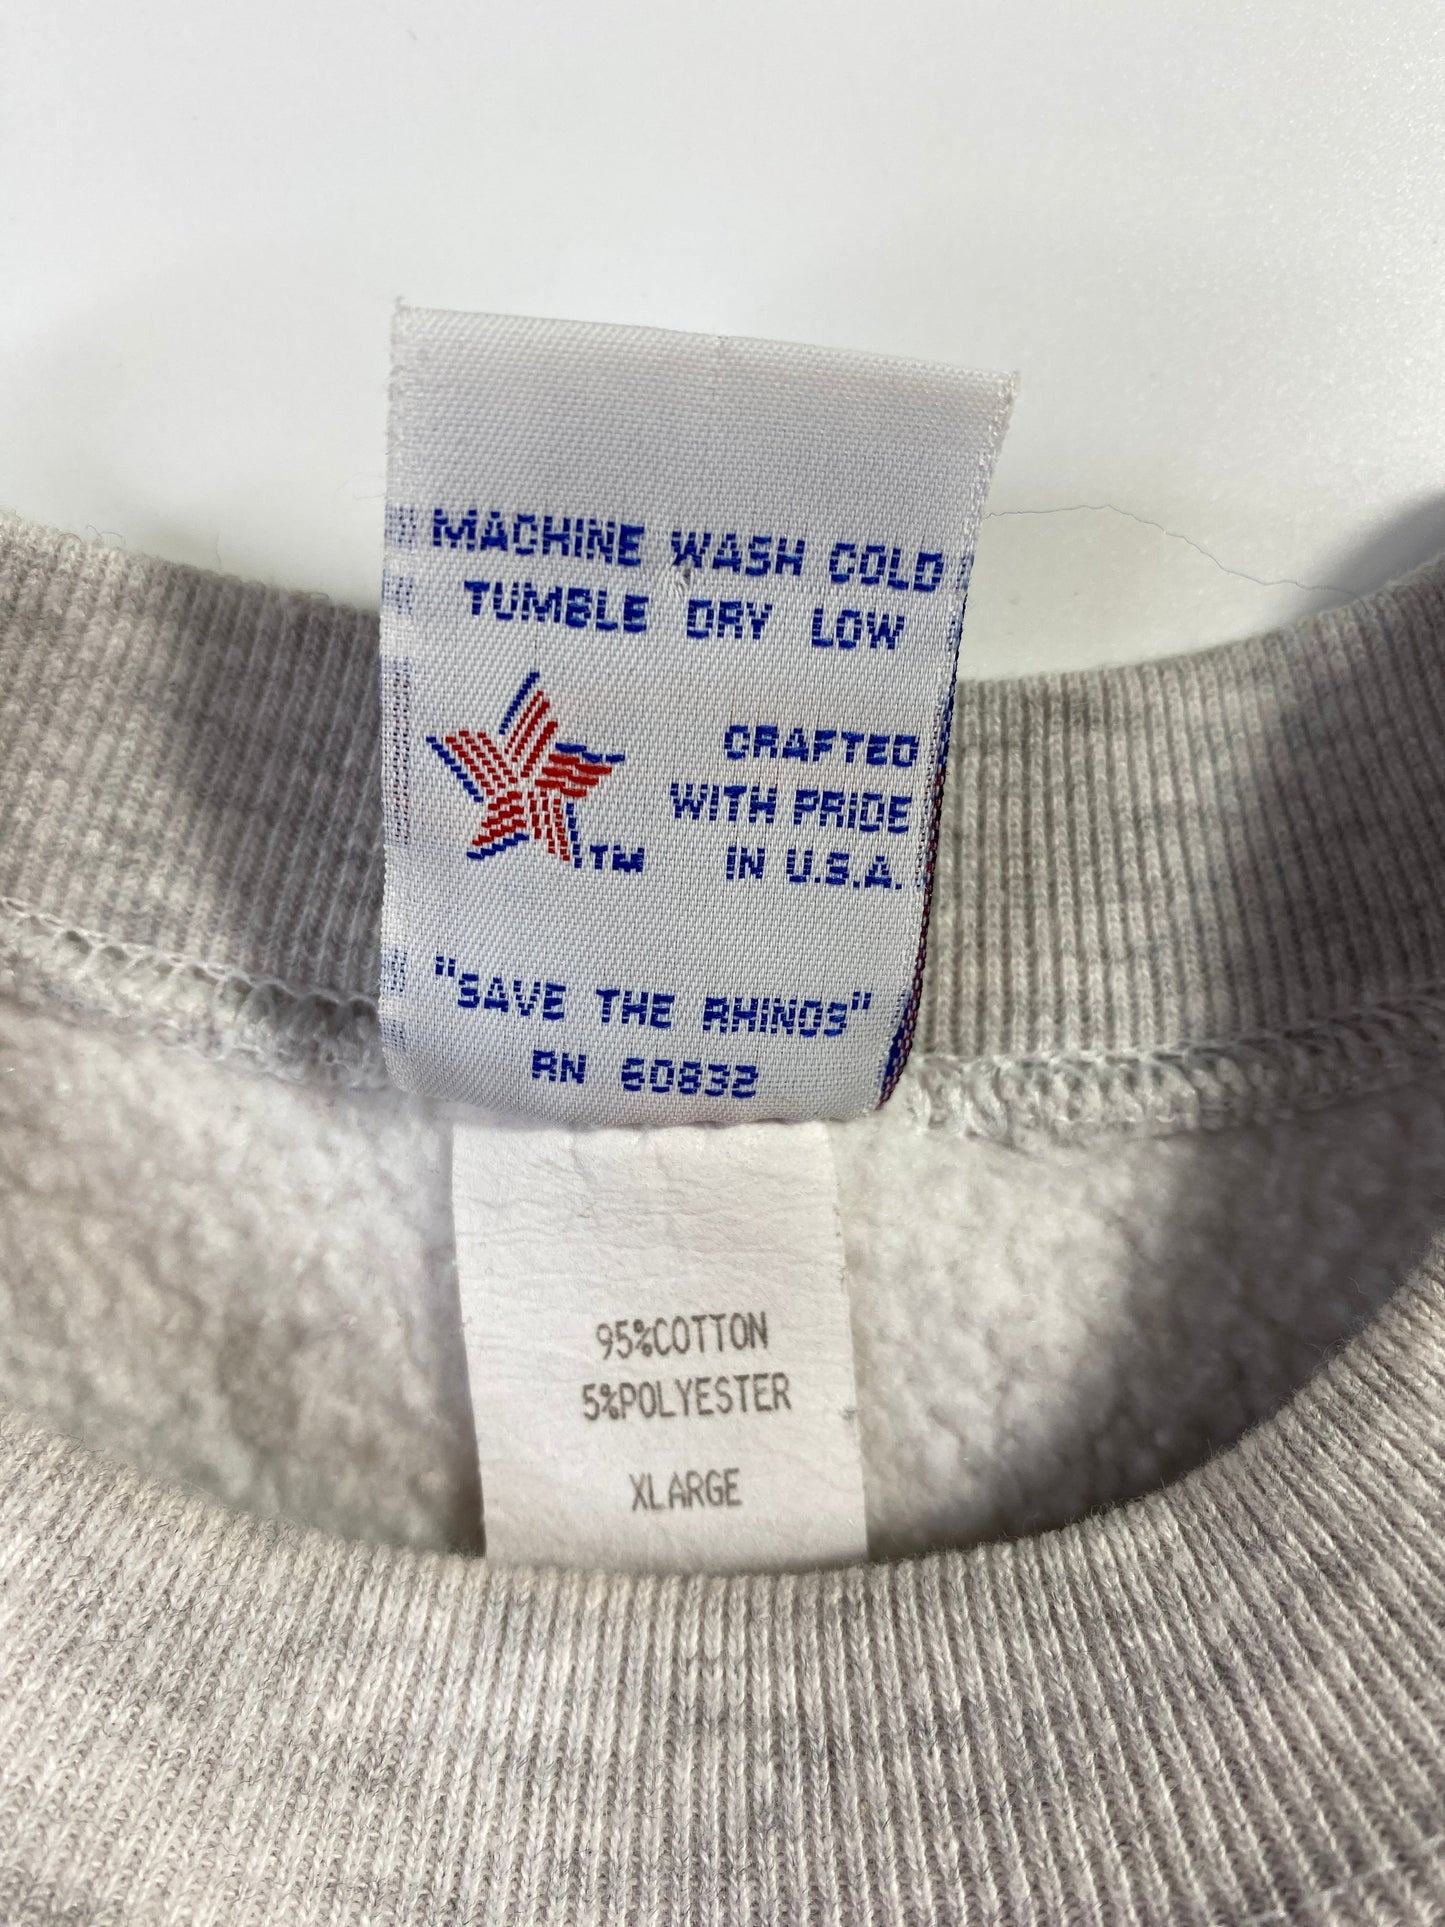 MACHINE WASH COLD
TUMBLE DRY LOW
CRAFTED
WITH PRIDE
IN U.S.A.
TM
"SAVE THE RHINOS"
RN 60832
95%COTTON
5%POLYESTER
XLARGE